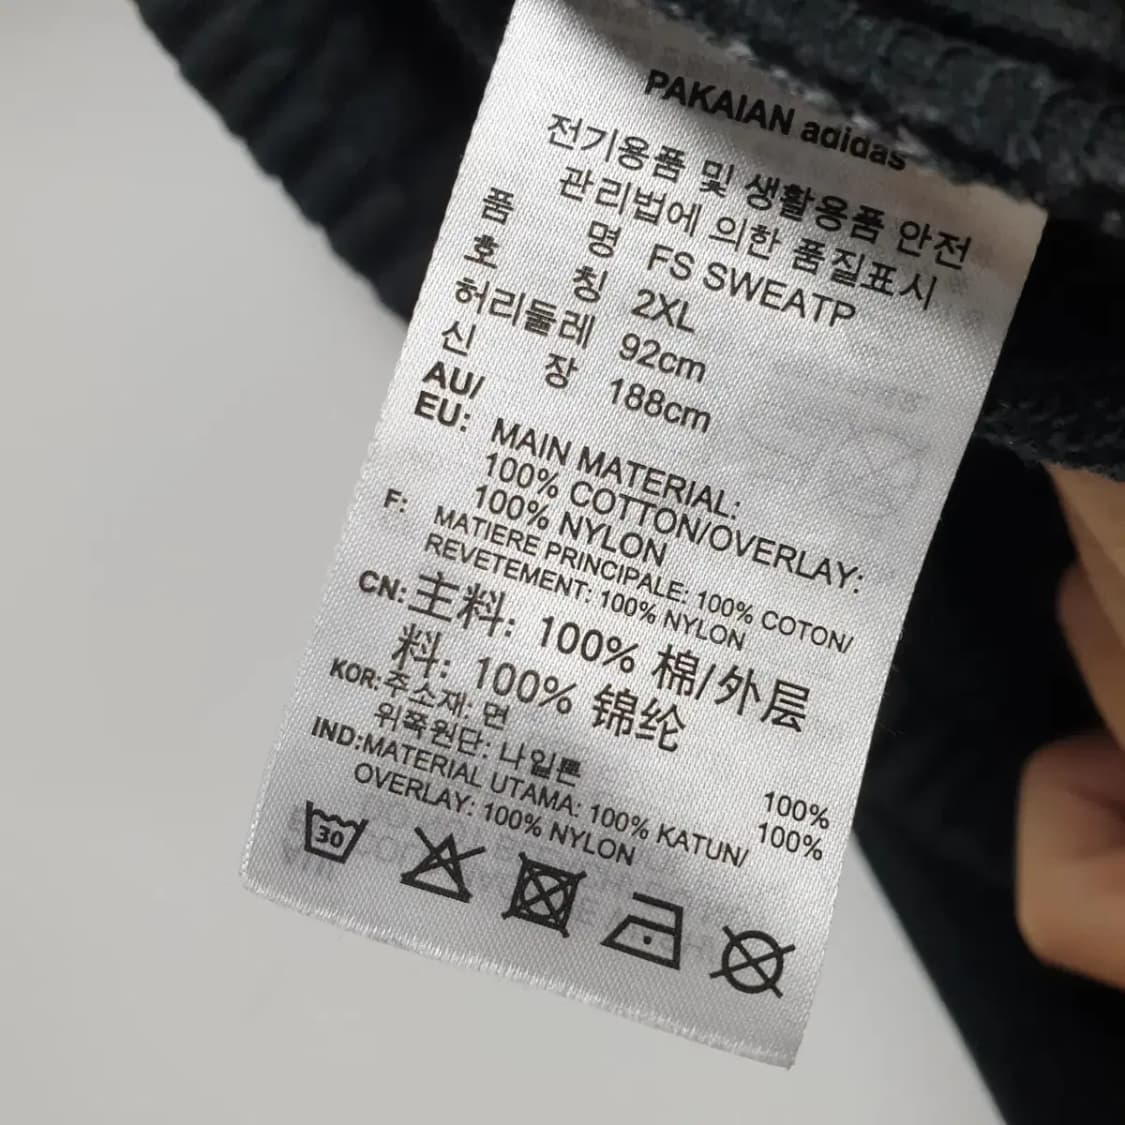 PAKAIAN adidas
전기용품 및 생활용품 안전
관리법에 의한 품질표시
품 명 FS SWEATP
호 칭 2XL
허리둘레 92cm
신 장 188cm
AU/
EU: MAIN MATERIAL:
100% COTTON/OVERLAY:
100% NYLON
F: MATIERE PRINCIPALE: 100% COTON/
REVETEMENT: 100% NYLON
CN: 主料: 100% 棉/外层
料: 100% 锦纶
KOR: 주소재: 면 100%
위쪽원단: 나일론 100%
IND: MATERIAL UTAMA: 100% KATUN/
OVERLAY: 100% NYLON
30